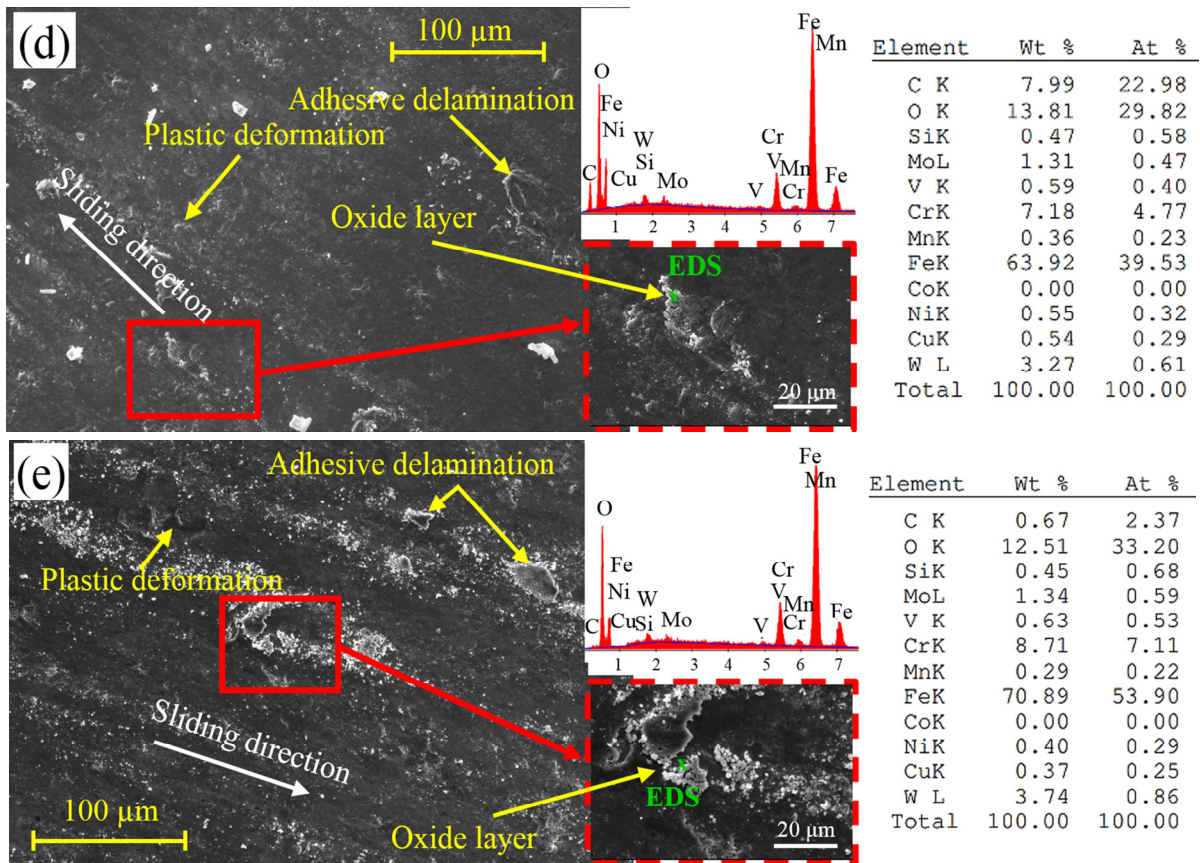 (d)
100 µm
Adhesive delamination
Plastic deformation
Sliding direction
Oxide layer
Fe
Mn
O
Fe
Ni
W
Si
C
Cu
Mo
V
Cr
V
Mn
Cr
Fe
1 2 3 4 5 6 7
EDS
x
20 µm
Element Wt % At %
C K 7.99 22.98
O K 13.81 29.82
SiK 0.47 0.58
MoL 1.31 0.47
V K 0.59 0.40
CrK 7.18 4.77
MnK 0.36 0.23
FeK 63.92 39.53
CoK 0.00 0.00
NiK 0.55 0.32
CuK 0.54 0.29
W L 3.27 0.61
Total 100.00 100.00
(e)
Adhesive delamination
Plastic deformation
Sliding direction
100 µm
Oxide layer
Fe
Mn
O
Fe
Ni
W
Si
C
Cu
Mo
V
Cr
V
Mn
Cr
Fe
1 2 3 4 5 6 7
x
EDS
20 µm
Element Wt % At %
C K 0.67 2.37
O K 12.51 33.20
SiK 0.45 0.68
MoL 1.34 0.59
V K 0.63 0.53
CrK 8.71 7.11
MnK 0.29 0.22
FeK 70.89 53.90
CoK 0.00 0.00
NiK 0.40 0.29
CuK 0.37 0.25
W L 3.74 0.86
Total 100.00 100.00